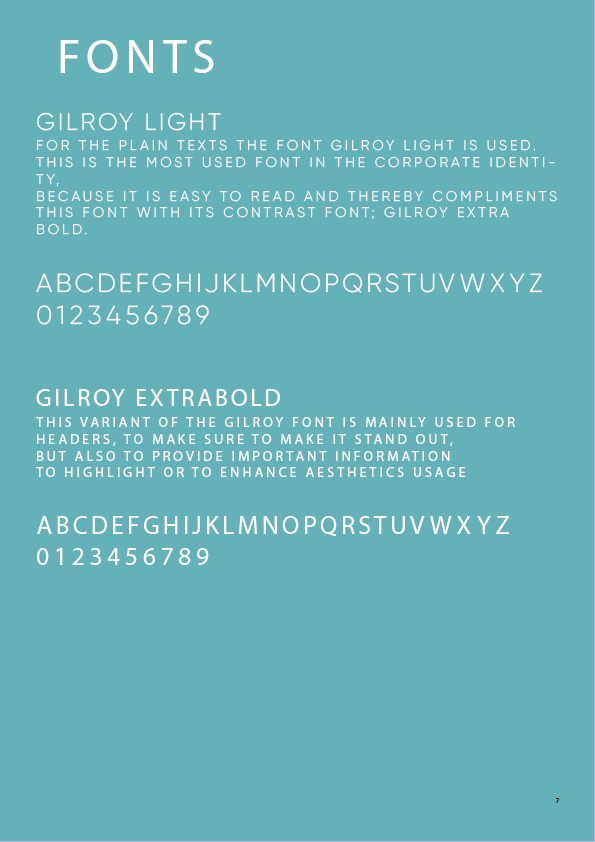 FONTS
GILROY LIGHT
FOR THE PLAIN TEXTS THE FONT GILROY LIGHT IS USED.
THIS IS THE MOST USED FONT IN THE CORPORATE IDENTI-
TY,
BECAUSE IT IS EASY TO READ AND THEREBY COMPLIMENTS
THIS FONT WITH ITS CONTRAST FONT; GILROY EXTRA
BOLD.
ABCDEFGHIJKLMNOPQRSTUVWXYZ
0123456789
GILROY EXTRABOLD
THIS VARIANT OF THE GILROY FONT IS MAINLY USED FOR
HEADERS, TO MAKE SURE TO MAKE IT STAND OUT,
BUT ALSO TO PROVIDE IMPORTANT INFORMATION
TO HIGHLIGHT OR TO ENHANCE AESTHETICS USAGE
ABCDEFGHIJKLMNOPQRSTUVWXYZ
0123456789
7